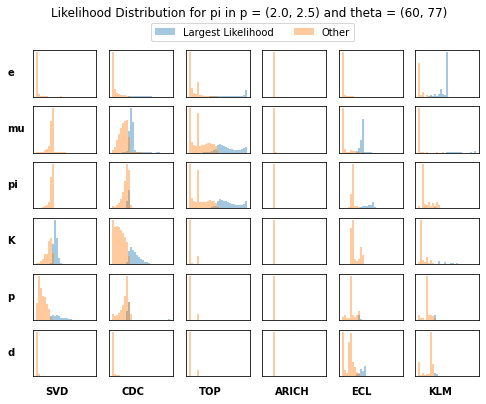 Likelihood Distribution for pi in p = (2.0, 2.5) and theta = (60, 77)
Largest Likelihood Other
e
mu
pi
K
p
d
SVD CDC TOP ARICH ECL KLM